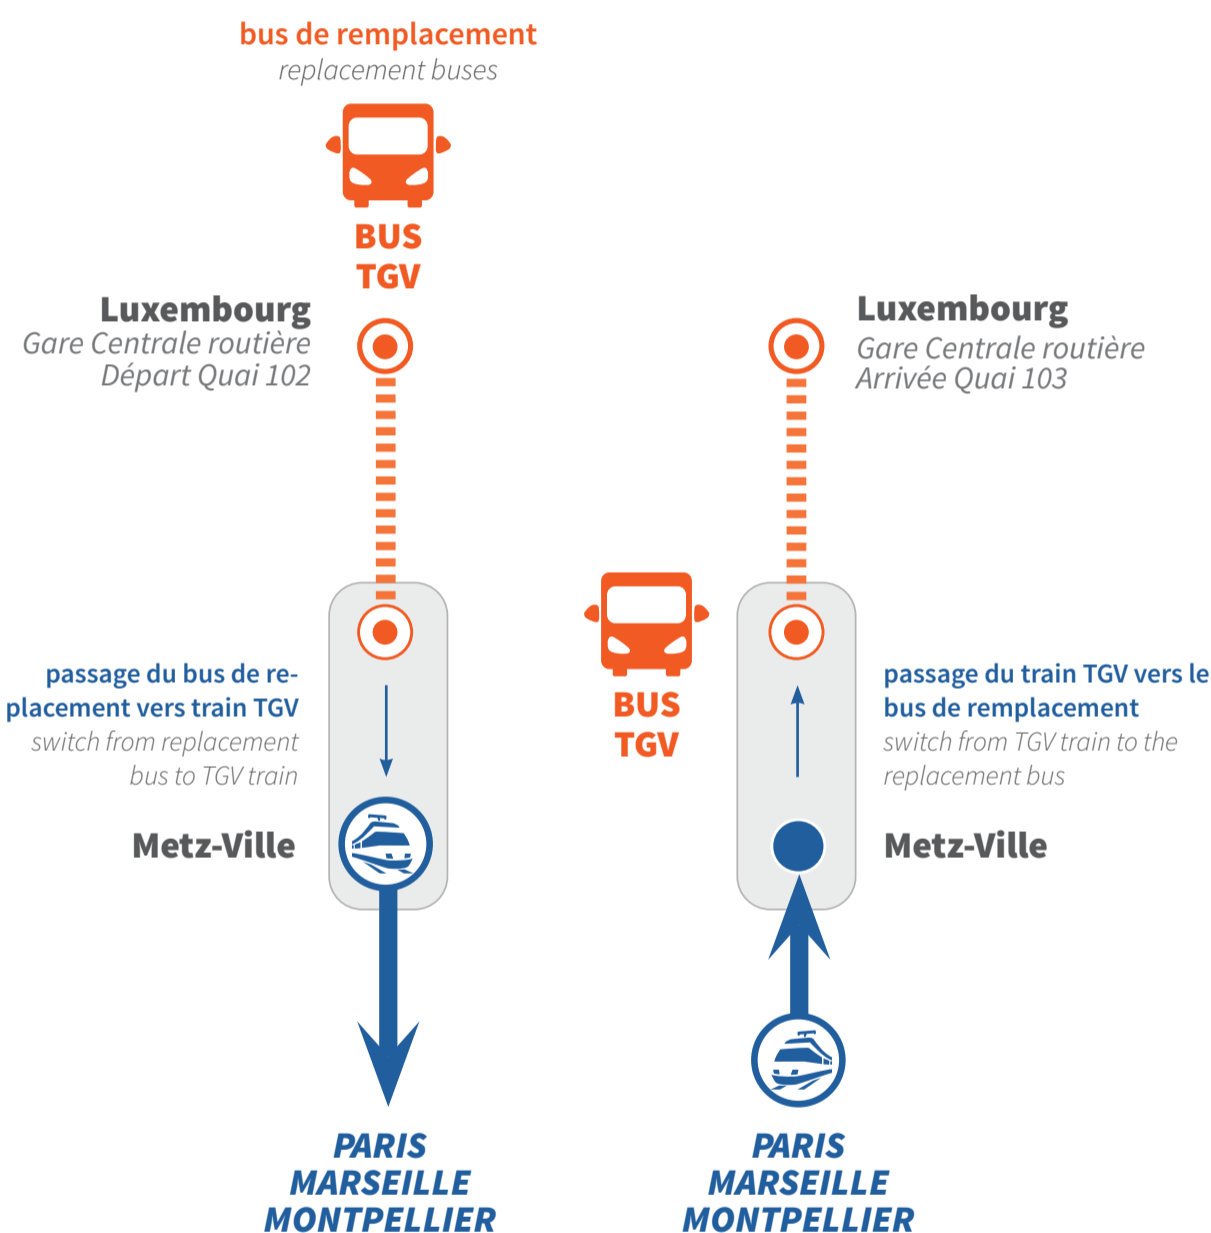 bus de remplacement
replacement buses
BUS
TGV
Luxembourg
Gare Centrale routière
Départ Quai 102
passage du bus de re-
placement vers train TGV
switch from replacement
bus to TGV train
Metz-Ville
PARIS
MARSEILLE
MONTPELLIER
Luxembourg
Gare Centrale routière
Arrivée Quai 103
BUS
TGV
passage du train TGV vers le
bus de remplacement
switch from TGV train to the
replacement bus
Metz-Ville
PARIS
MARSEILLE
MONTPELLIER